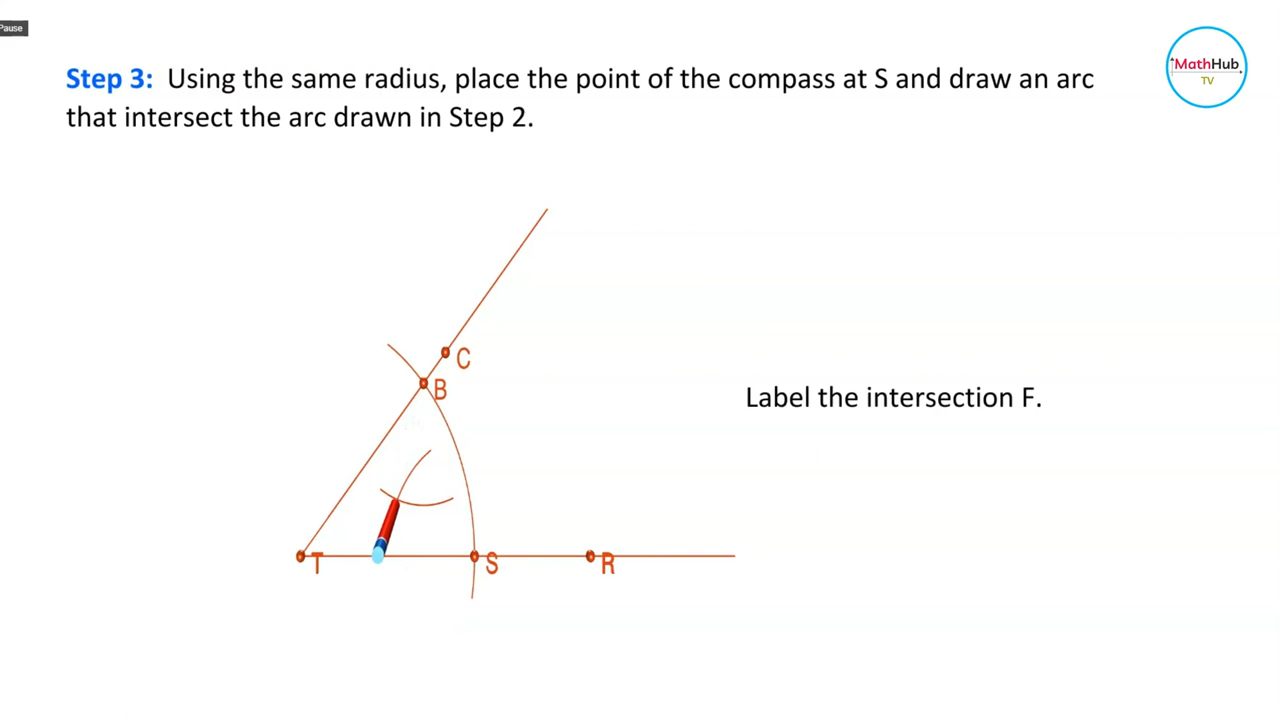 Pause
MathHub
TV
Step 3: Using the same radius, place the point of the compass at S and draw an arc
that intersect the arc drawn in Step 2.
C
B
Label the intersection F.
T
S
R